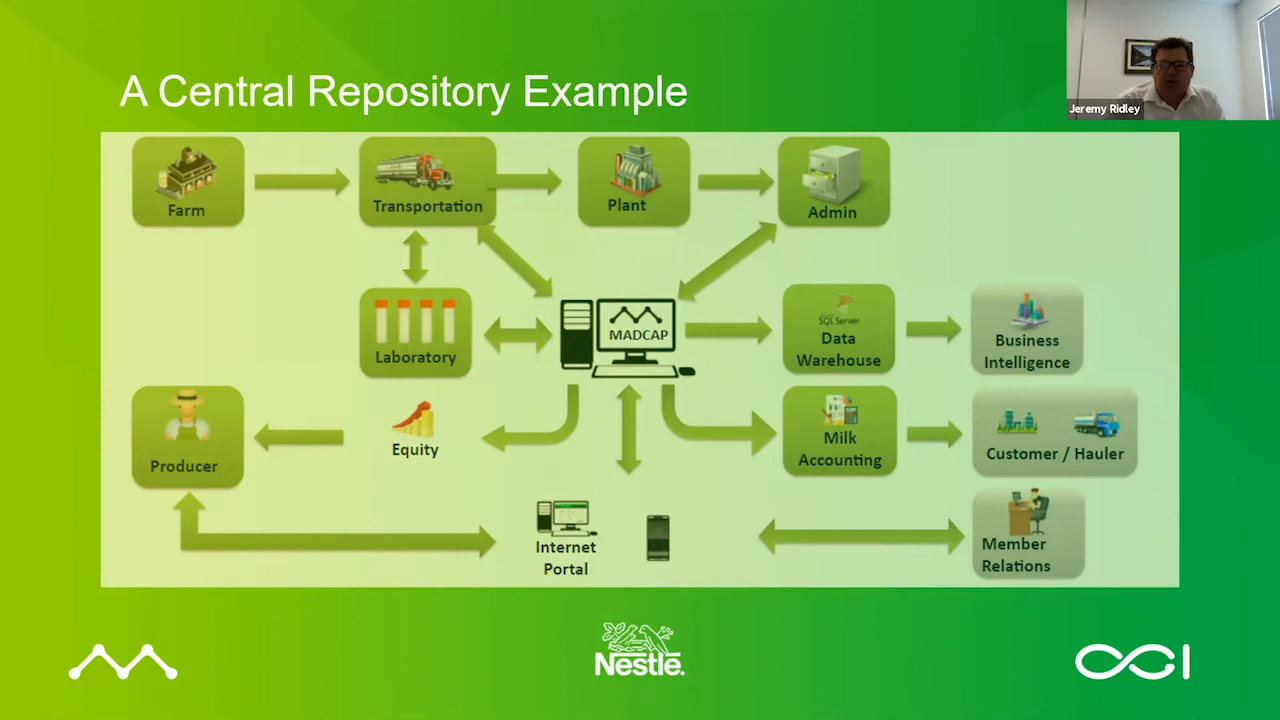 Jeremy Ridley
A Central Repository Example
Farm
Transportation
Plant
Admin
Laboratory
MADCAP
SQL Server
Data
Warehouse
Business
Intelligence
Producer
Equity
Milk
Accounting
Customer / Hauler
Internet
Portal
Member
Relations
Nestlé.
OCI